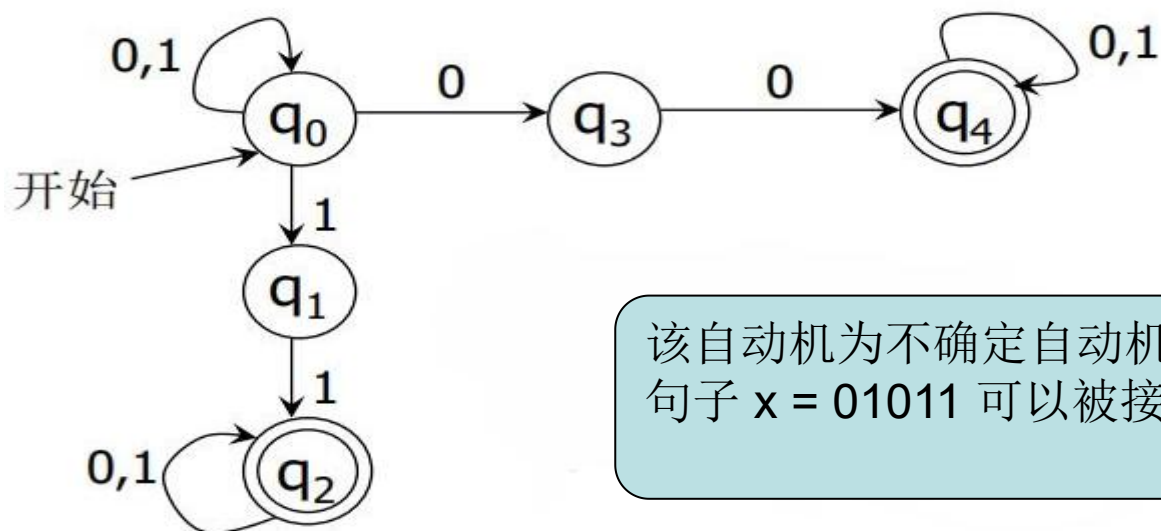 0,1
0
0
0,1
q₀
q₃
q₄
开始
1
q₁
1
0,1
q₂
该自动机为不确定自动机
句子 x = 01011 可以被接